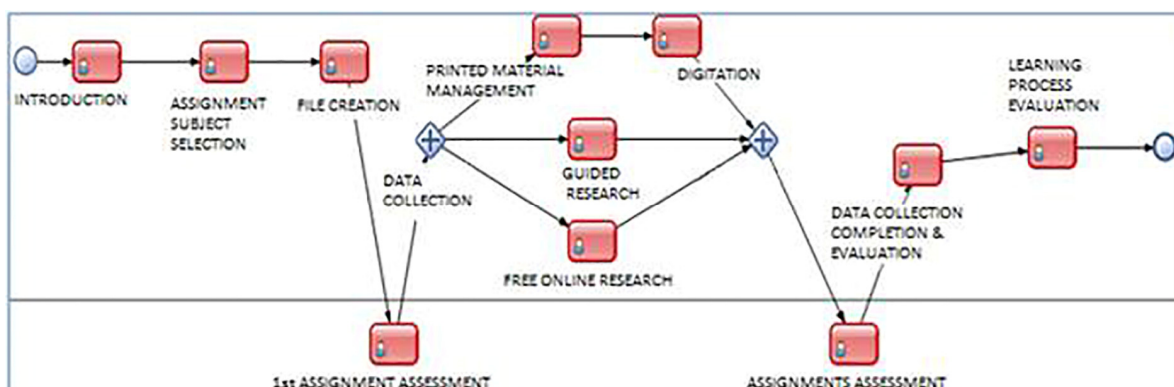 INTRODUCTION
ASSIGNMENT
SUBJECT
SELECTION
FILE CREATION
PRINTED MATERIAL
MANAGEMENT
DIGITATION
DATA
COLLECTION
GUIDED
RESEARCH
FREE ONLINE RESEARCH
LEARNING
PROCESS
EVALUATION
DATA COLLECTION
COMPLETION &
EVALUATION
1st ASSIGNMENT ASSESSMENT
ASSIGNMENTS ASSESSMENT